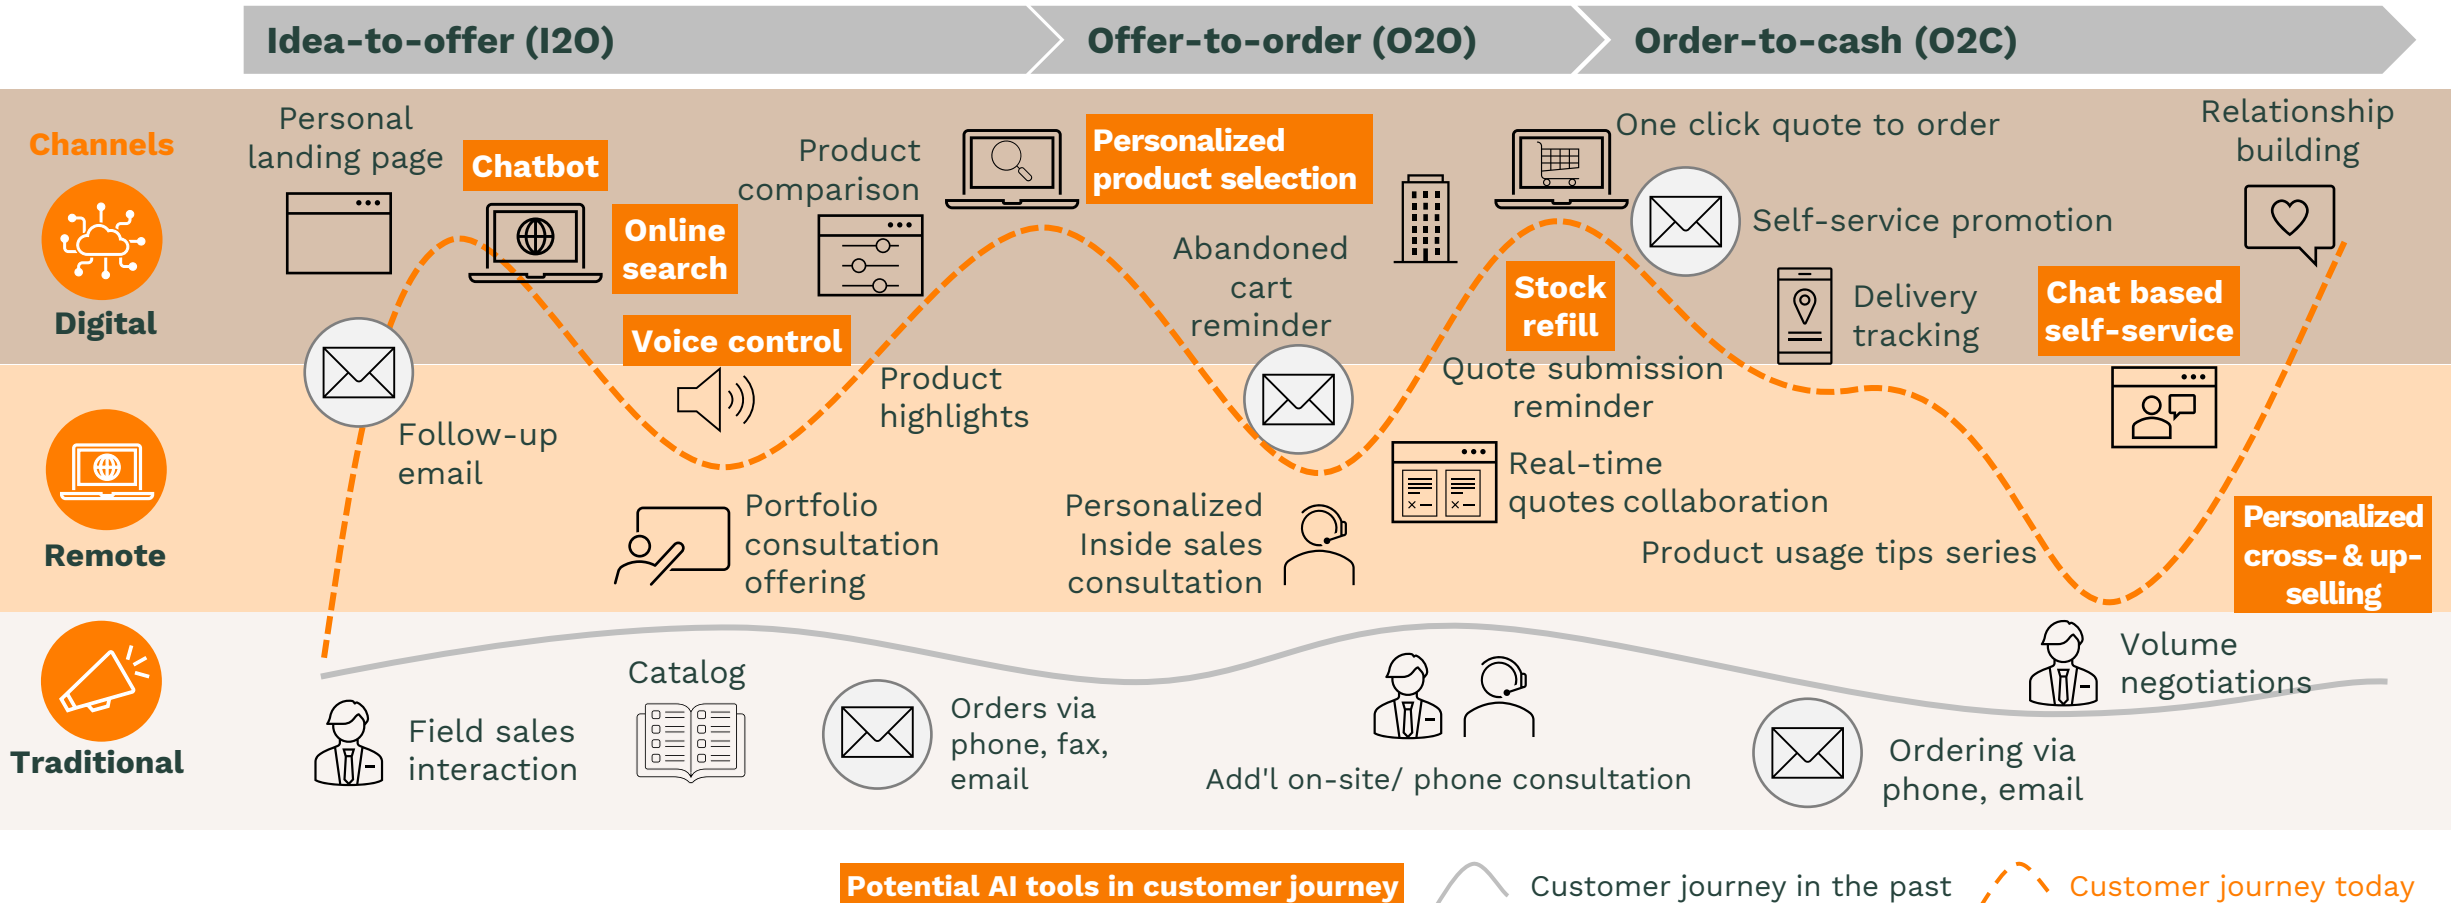 Idea-to-offer (I2O)
Offer-to-order (O2O)
Order-to-cash (O2C)
Channels
Digital
Personal
landing page
Chatbot
Online
search
Product
comparison
Personalized
product selection
Abandoned
cart
reminder
One click quote to order
Self-service promotion
Stock
refill
Delivery
tracking
Chat based
self-service
Relationship
building
Voice control
Remote
Follow-up
email
Product
highlights
Portfolio
consultation
offering
Personalized
Inside sales
consultation
Quote submission
reminder
Real-time
quotes collaboration
Product usage tips series
Personalized
cross- & up-
selling
Traditional
Field sales
interaction
Catalog
Orders via
phone, fax,
email
Add'l on-site/ phone consultation
Ordering via
phone, email
Volume
negotiations
Potential AI tools in customer journey
Customer journey in the past
Customer journey today